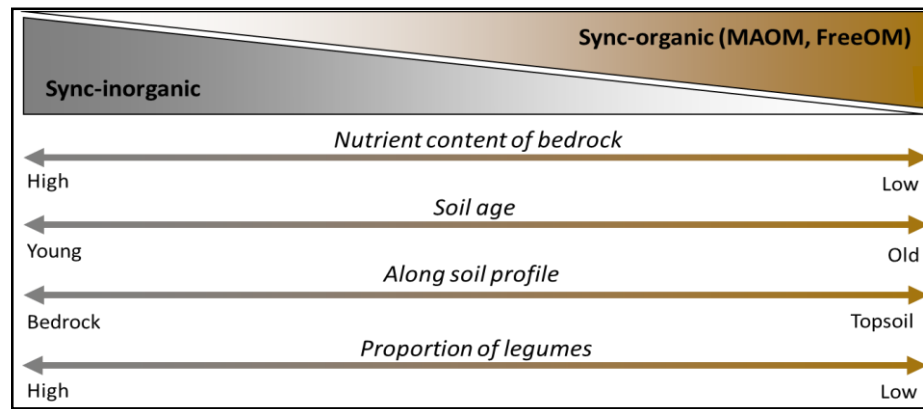 Sync-organic (MAOM, FreeOM)
Sync-inorganic
Nutrient content of bedrock
High
Low
Soil age
Young
Old
Along soil profile
Bedrock
Topsoil
Proportion of legumes
High
Low